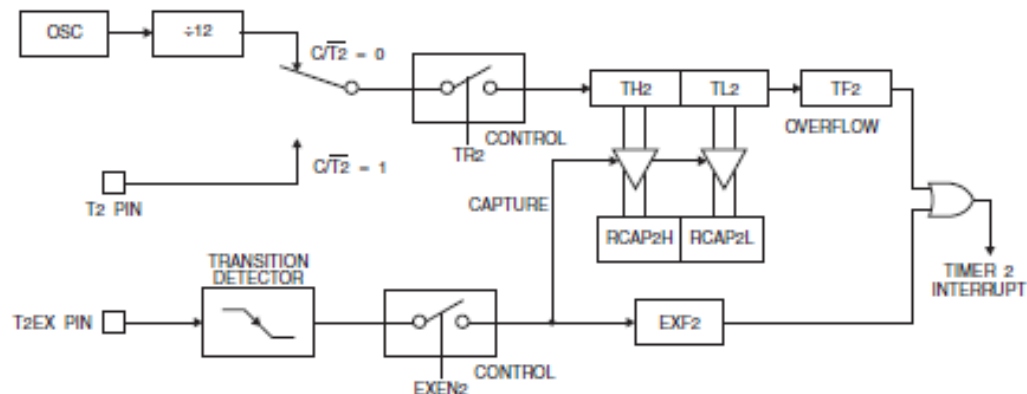 OSC
÷12
C/T2 = 0
TH2
TL2
TF2
CONTROL
OVERFLOW
TR2
C/T2 = 1
T2 PIN
CAPTURE
RCAP2H
RCAP2L
TRANSITION
DETECTOR
TIMER 2
INTERRUPT
T2EX PIN
EXF2
CONTROL
EXEN2